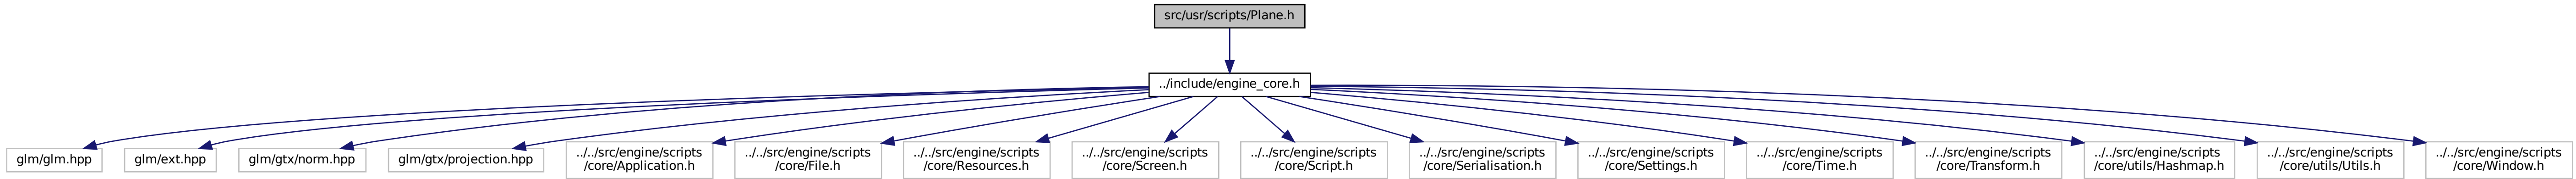 src/usr/scripts/Plane.h
../include/engine_core.h
glm/glm.hpp
glm/ext.hpp
glm/gtx/norm.hpp
glm/gtx/projection.hpp
../../src/engine/scripts
/core/Application.h
../../src/engine/scripts
/core/File.h
../../src/engine/scripts
/core/Resources.h
../../src/engine/scripts
/core/Screen.h
../../src/engine/scripts
/core/Script.h
../../src/engine/scripts
/core/Serialisation.h
../../src/engine/scripts
/core/Settings.h
../../src/engine/scripts
/core/Time.h
../../src/engine/scripts
/core/Transform.h
../../src/engine/scripts
/core/utils/Hashmap.h
../../src/engine/scripts
/core/utils/Utils.h
../../src/engine/scripts
/core/Window.h